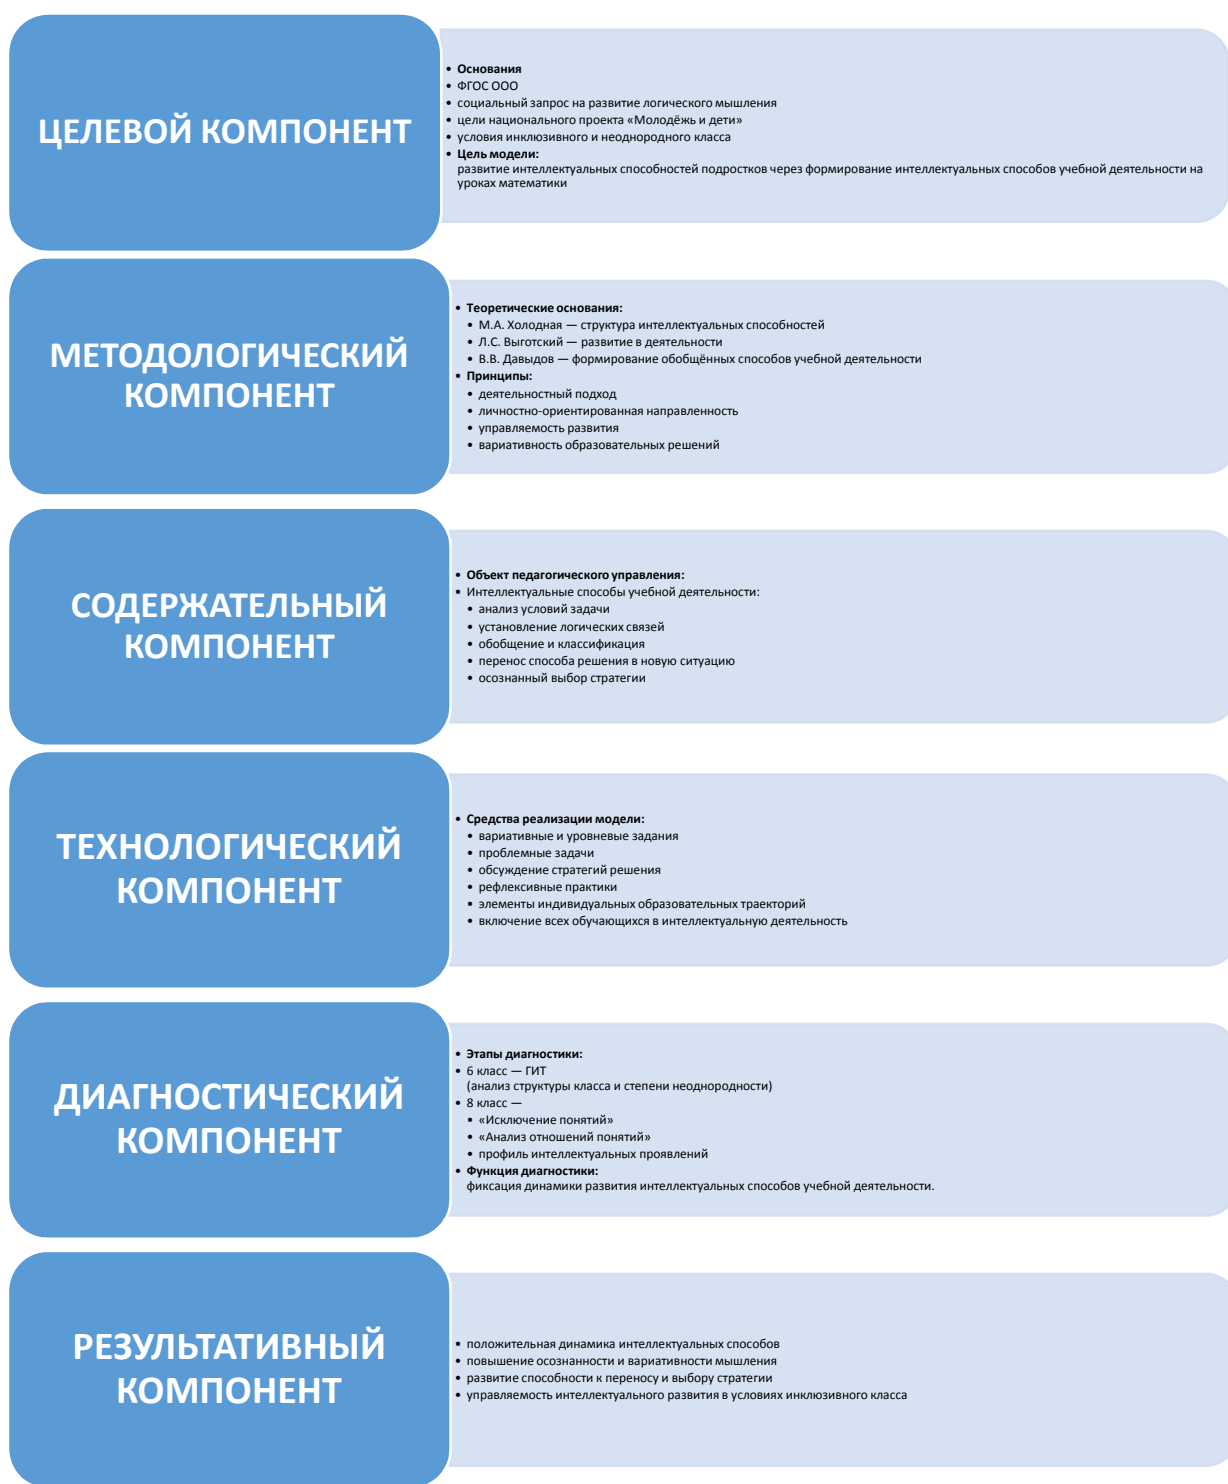 ЦЕЛЕВОЙ КОМПОНЕНТ
• Основания
• ФГОС ООО
• социальный запрос на развитие логического мышления
• цели национального проекта «Молодёжь и дети»
• условия инклюзивного и неоднородного класса
• Цель модели:
развитие интеллектуальных способностей подростков через формирование интеллектуальных способов учебной деятельности на
уроках математики
МЕТОДОЛОГИЧЕСКИЙ
КОМПОНЕНТ
• Теоретические основания:
• М.А. Холодная — структура интеллектуальных способностей
• Л.С. Выготский — развитие в деятельности
• В.В. Давыдов — формирование обобщённых способов учебной деятельности
• Принципы:
• деятельностный подход
• личностно-ориентированная направленность
• управляемость развития
• вариативность образовательных решений
СОДЕРЖАТЕЛЬНЫЙ
КОМПОНЕНТ
• Объект педагогического управления:
• Интеллектуальные способы учебной деятельности:
• анализ условий задачи
• установление логических связей
• обобщение и классификация
• перенос способа решения в новую ситуацию
• осознанный выбор стратегии
ТЕХНОЛОГИЧЕСКИЙ
КОМПОНЕНТ
• Средства реализации модели:
• вариативные и уровневые задания
• проблемные задачи
• обсуждение стратегий решения
• рефлексивные практики
• элементы индивидуальных образовательных траекторий
• включение всех обучающихся в интеллектуальную деятельность
ДИАГНОСТИЧЕСКИЙ
КОМПОНЕНТ
• Этапы диагностики:
• 6 класс — ГИТ
(анализ структуры класса и степени неоднородности)
• 8 класс —
• «Исключение понятий»
• «Анализ отношений понятий»
• профиль интеллектуальных проявлений
• Функция диагностики:
фиксация динамики развития интеллектуальных способов учебной деятельности.
РЕЗУЛЬТАТИВНЫЙ
КОМПОНЕНТ
• положительная динамика интеллектуальных способов
• повышение осознанности и вариативности мышления
• развитие способности к переносу и выбору стратегии
• управляемость интеллектуального развития в условиях инклюзивного класса